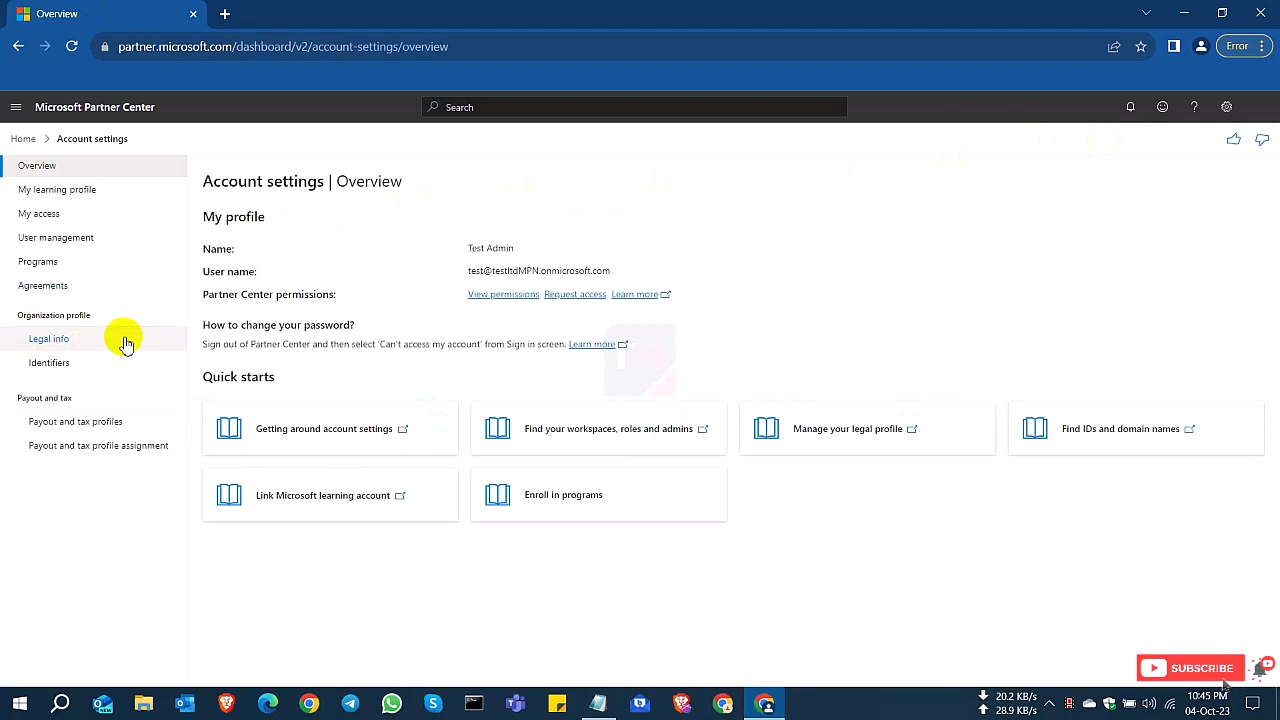 Overview
partner.microsoft.com/dashboard/v2/account-settings/overview
Error
Microsoft Partner Center
Search
Home > Account settings
Overview
My learning profile
My access
User management
Programs
Agreements
Organization profile
Legal info
Identifiers
Payout and tax
Payout and tax profiles
Payout and tax profile assignment
Account settings | Overview
My profile
Name: Test Admin
User name: test@testltdMPN.onmicrosoft.com
Partner Center permissions: View permissions Request access Learn more
How to change your password?
Sign out of Partner Center and then select 'Can't access my account' from Sign in screen. Learn more
Quick starts
Getting around account settings
Find your workspaces, roles and admins
Manage your legal profile
Find IDs and domain names
Link Microsoft learning account
Enroll in programs
SUBSCRIBE
20.2 KB/s
28.9 KB/s
10:45 PM
04-Oct-23